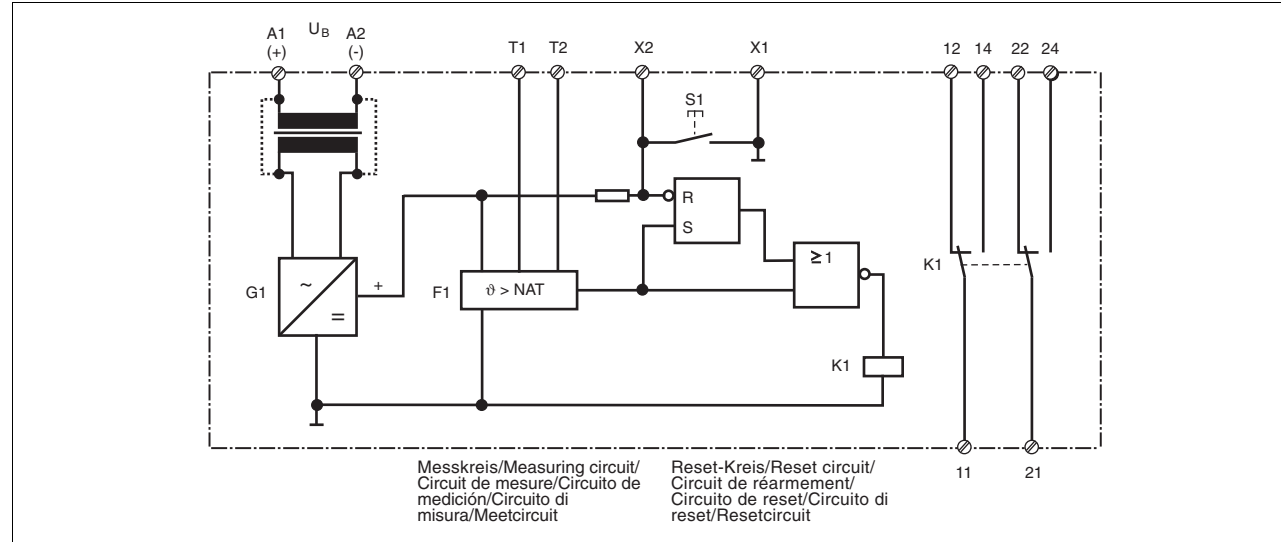 A1 U_B A2
(+) (-)
T1 T2 X2 X1
12 14 22 24
S1
R
S
≥1
K1
G1
~
=
+
F1
ϑ > NAT
K1
Messkreis/Measuring circuit/
Circuit de mesure/Circuito de
medición/Circuito di
misura/Meetcircuit
Reset-Kreis/Reset circuit/
Circuit de réarmement/
Circuito de reset/Circuito di
reset/Resetcircuit
11 21